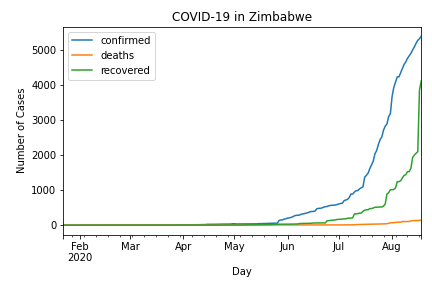 COVID-19 in Zimbabwe
confirmed
deaths
recovered
Number of Cases
5000
4000
3000
2000
1000
0
Feb Mar Apr May Jun Jul Aug
2020
Day